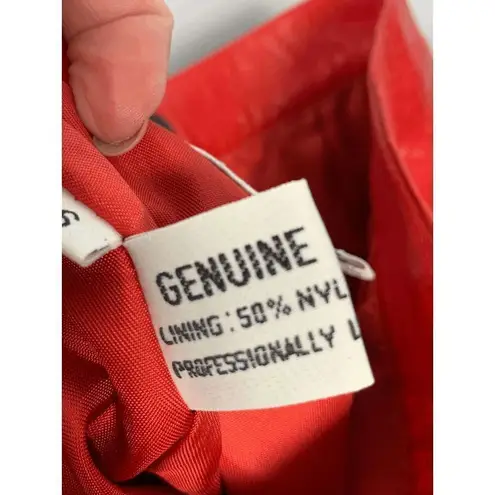 GENUINE
LINING: 50% NYL
PROFESSIONALLY L